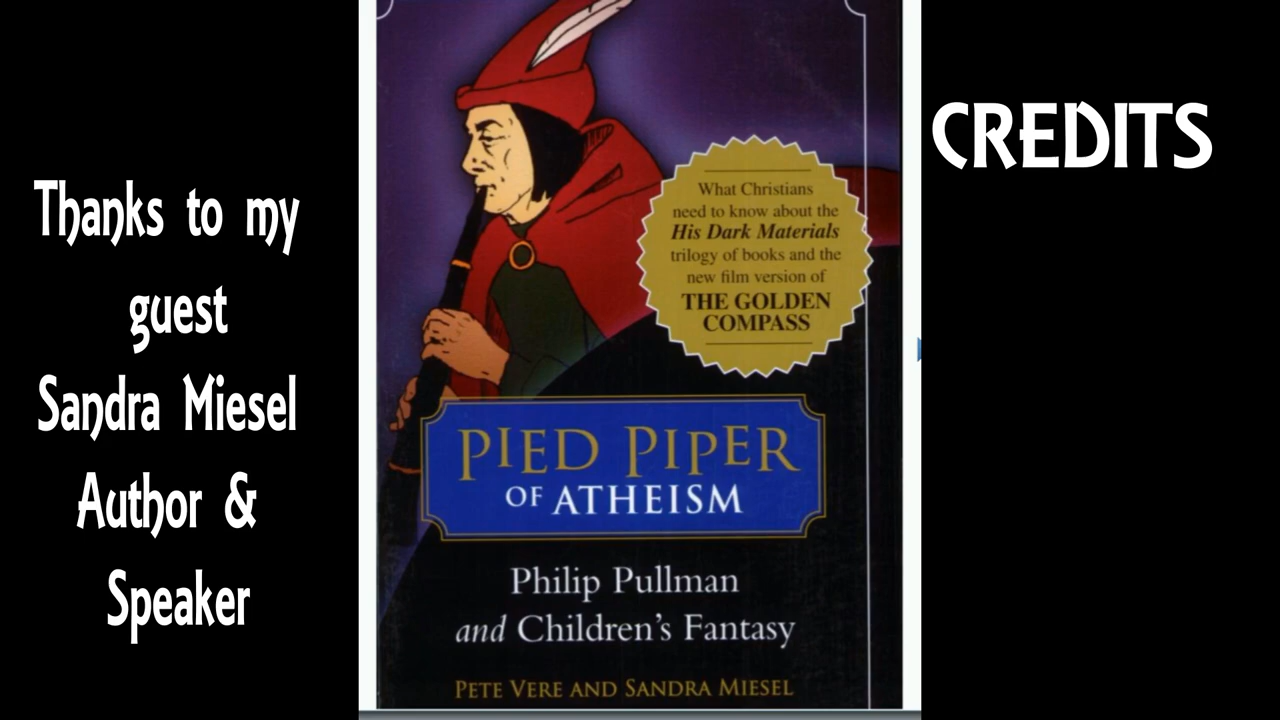 Thanks to my
guest
Sandra Miesel
Author &
Speaker
What Christians
need to know about the
His Dark Materials
trilogy of books and the
new film version of
THE GOLDEN
COMPASS
PIED PIPER
OF ATHEISM
Philip Pullman
and Children's Fantasy
PETE VERE AND SANDRA MIESEL
CREDITS